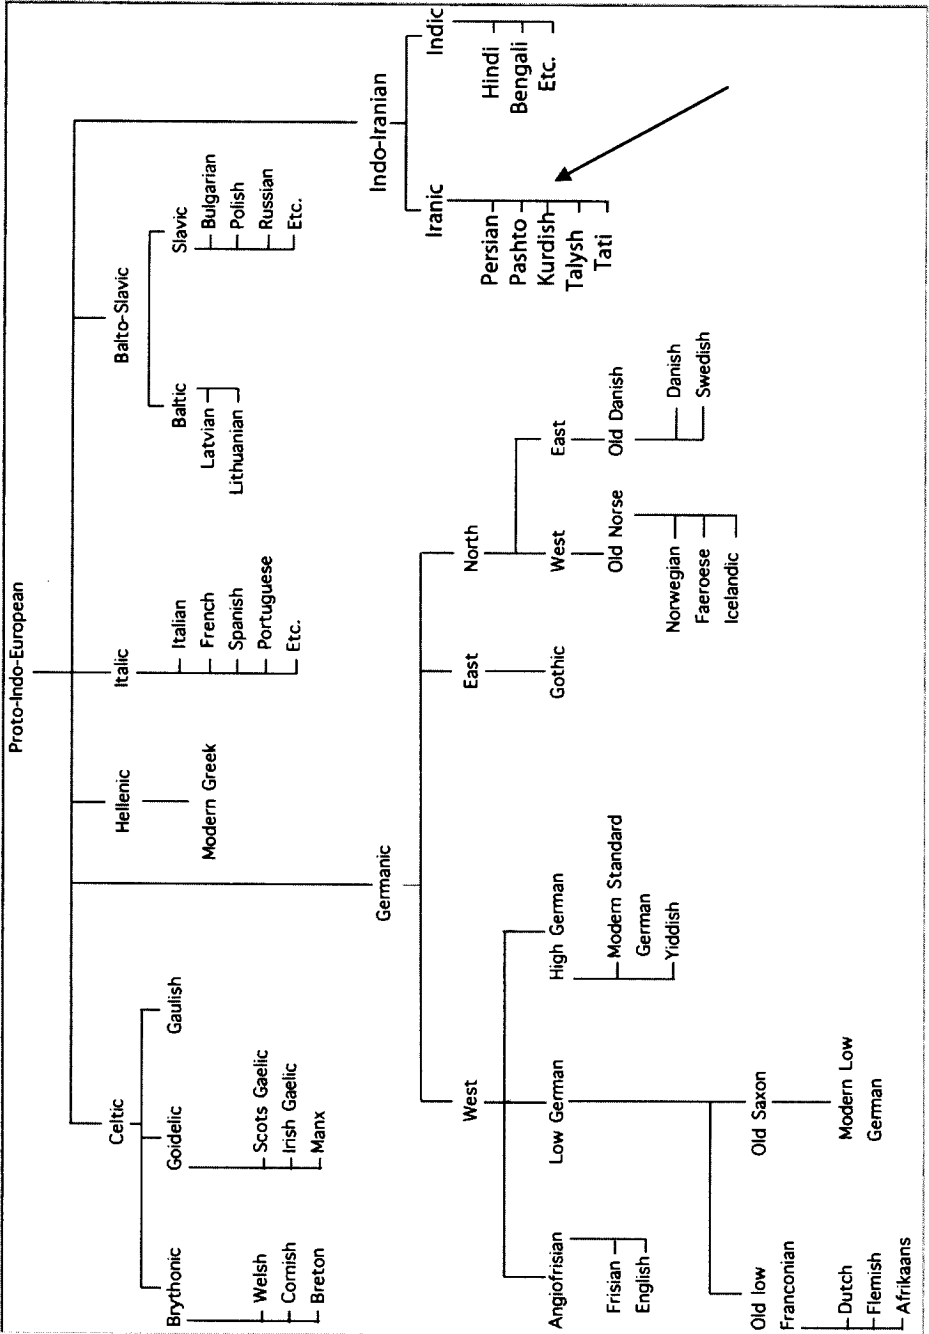 Proto-Indo-European
Celtic
Brythonic
Welsh
Cornish
Breton
Goidelic
Scots Gaelic
Irish Gaelic
Manx
Gaulish
Germanic
West
Angiofrisian
Frisian
English
Low German
Old low
Franconian
Dutch
Flemish
Afrikaans
Old Saxon
Modern Low
German
High German
Modern Standard
German
Yiddish
East
Gothic
North
West
Old Norse
Norwegian
Faeroese
Icelandic
East
Old Danish
Danish
Swedish
Hellenic
Modern Greek
Italic
Italian
French
Spanish
Portuguese
Etc.
Balto-Slavic
Baltic
Latvian
Lithuanian
Slavic
Bulgarian
Polish
Russian
Etc.
Indo-Iranian
Iranic
Persian
Pashto
Kurdish
Talysh
Tati
Indic
Hindi
Bengali
Etc.